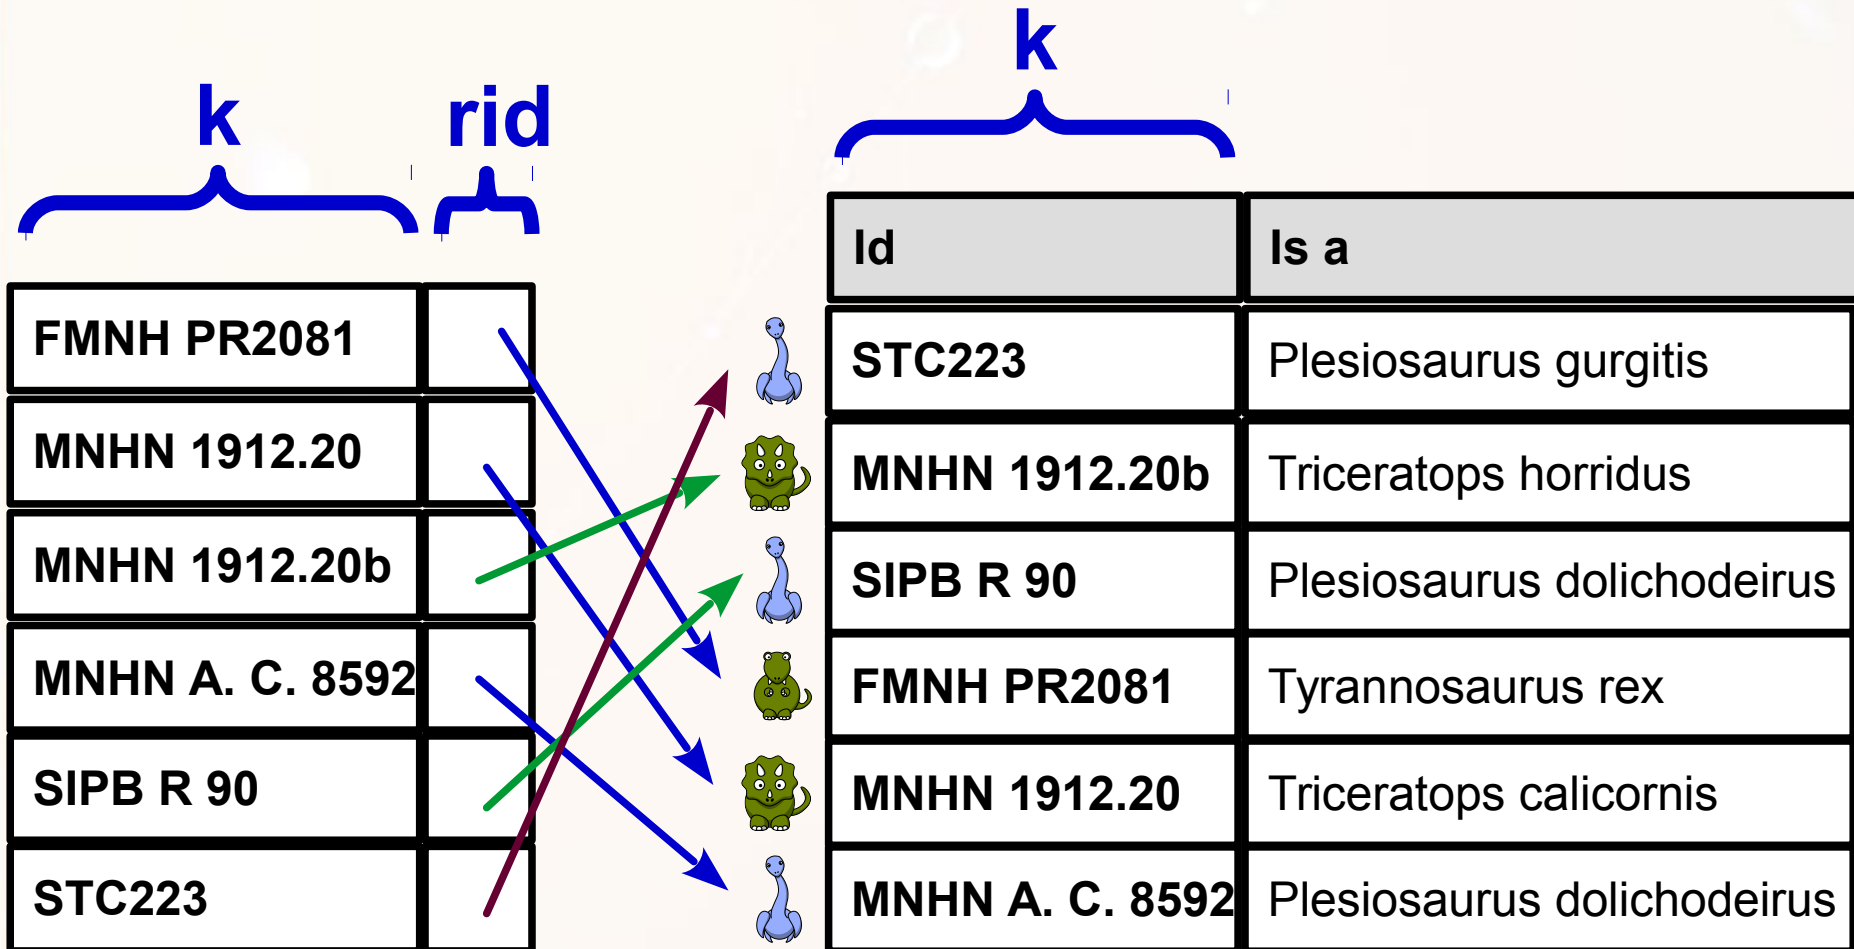 k
k rid
Id Is a
FMNH PR2081
MNHN 1912.20
MNHN 1912.20b
MNHN A. C. 8592
SIPB R 90
STC223
STC223 Plesiosaurus gurgitis
MNHN 1912.20b Triceratops horridus
SIPB R 90 Plesiosaurus dolichodeirus
FMNH PR2081 Tyrannosaurus rex
MNHN 1912.20 Triceratops calicornis
MNHN A. C. 8592 Plesiosaurus dolichodeirus